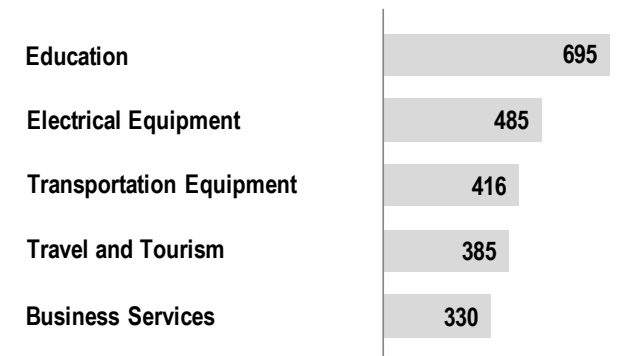 Education 695
Electrical Equipment 485
Transportation Equipment 416
Travel and Tourism 385
Business Services 330